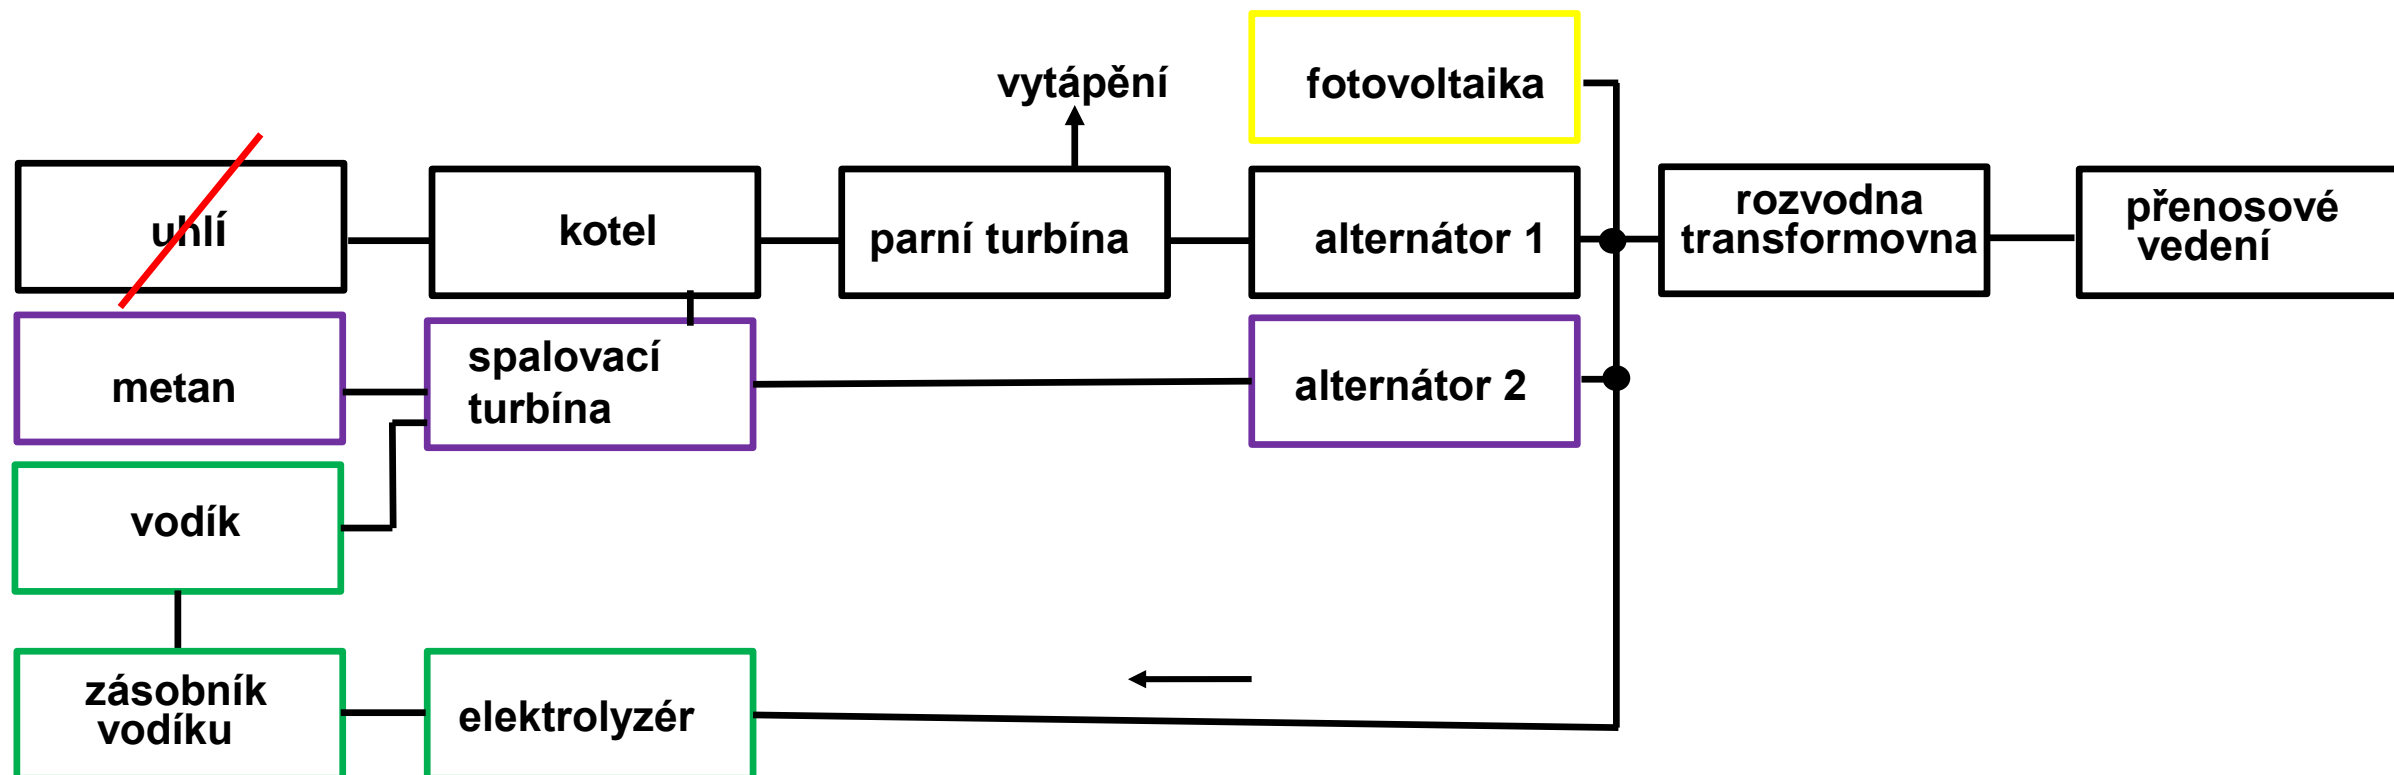 vytápění
fotovoltaika
uhlí
kotel
parní turbína
alternátor 1
rozvodna
transformovna
přenosové
vedení
metan
spalovací
turbína
alternátor 2
vodík
zásobník
vodíku
elektrolyzér